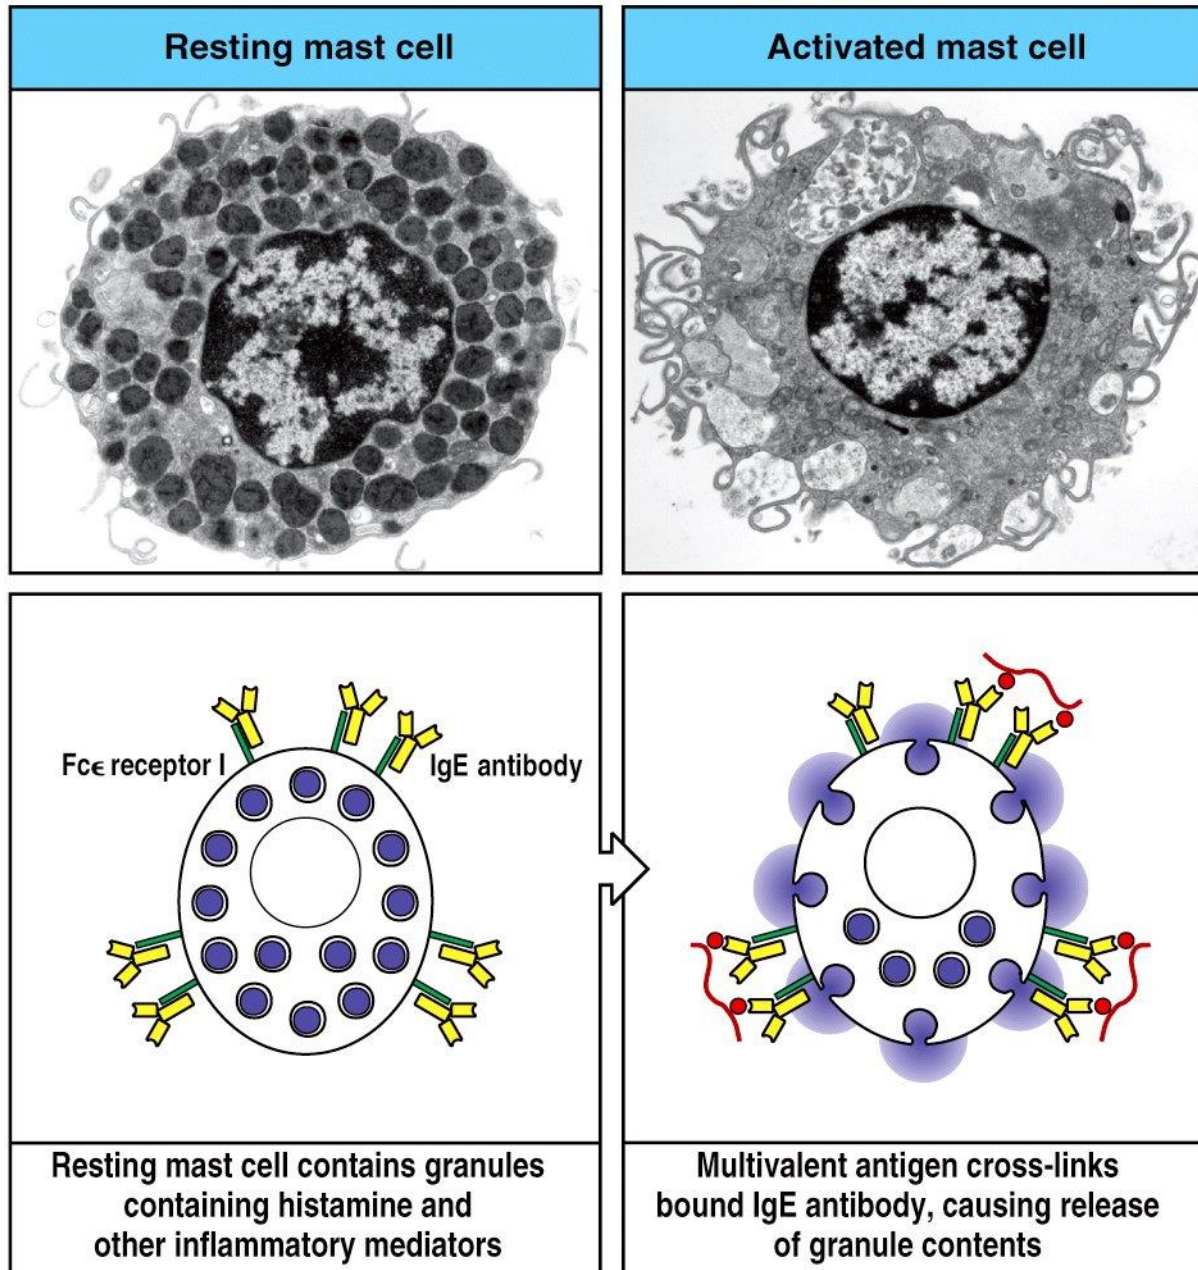 Resting mast cell
Activated mast cell
Fcϵ receptor I
IgE antibody
Resting mast cell contains granules
containing histamine and
other inflammatory mediators
Multivalent antigen cross-links
bound IgE antibody, causing release
of granule contents